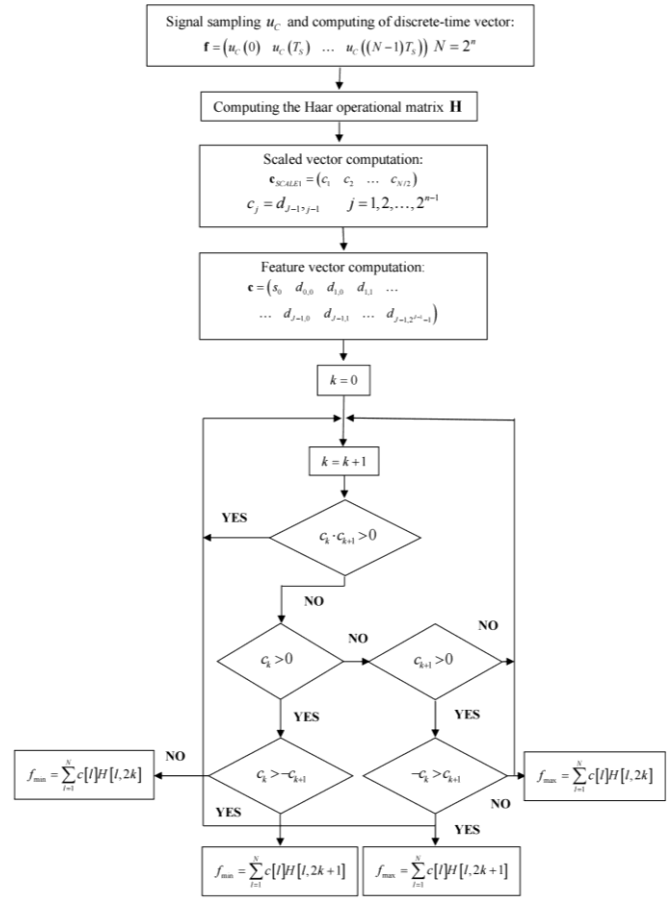 Signal sampling u_C and computing of discrete-time vector:
f = (u_C(0) u_C(T_S) … u_C((N−1)T_S)) N = 2^n
Computing the Haar operational matrix H
Scaled vector computation:
c_SCALE1 = (c_1 c_2 … c_N/2)
c_j = d_J−1,j−1 j = 1,2,…,2^n−1
Feature vector computation:
c = (s_0 d_0,0 d_1,0 d_1,1 …
… d_J−1,0 d_J−1,1 … d_J−1,2^J−1−1)
k = 0
k = k+1
YES
c_k · c_k+1 > 0
NO
c_k > 0
NO
c_k+1 > 0
NO
YES
YES
NO
f_min = ∑_{l=1}^{N} c[l]H[l,2k]
c_k > −c_k+1
−c_k > c_k+1
f_max = ∑_{l=1}^{N} c[l]H[l,2k]
NO
YES
YES
f_min = ∑_{l=1}^{N} c[l]H[l,2k+1]
f_max = ∑_{l=1}^{N} c[l]H[l,2k+1]